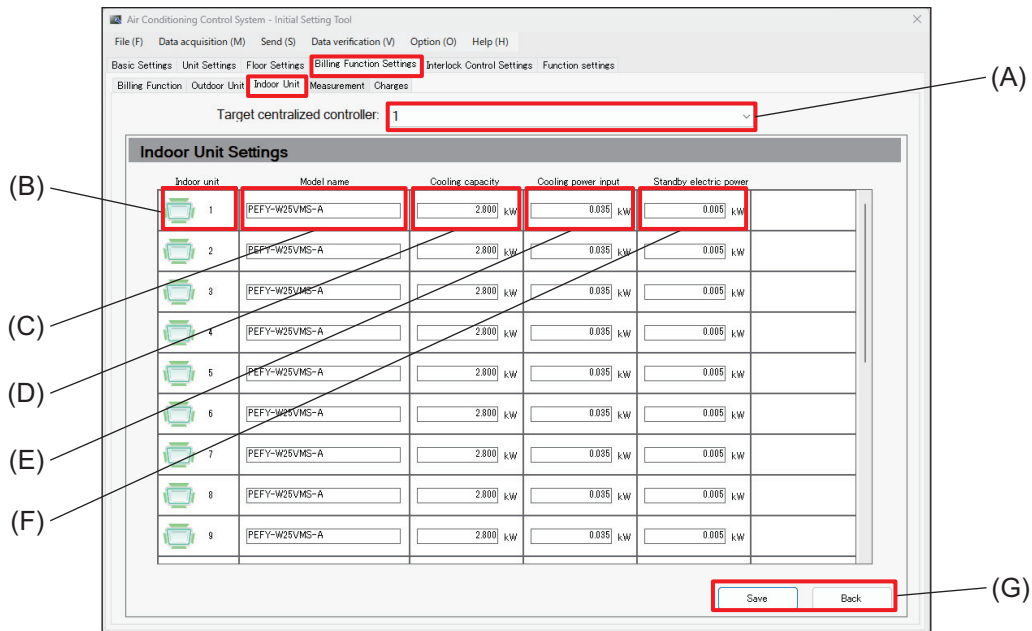 Air Conditioning Control System - Initial Setting Tool
File (F) Data acquisition (M) Send (S) Data verification (V) Option (O) Help (H)
Basic Settings Unit Settings Floor Settings Billing Function Settings Interlock Control Settings Function settings
Billing Function Outdoor Unit Indoor Unit Measurement Charges
(A)
Target centralized controller: 1
Indoor Unit Settings
Indoor unit Model name Cooling capacity Cooling power input Standby electric power
(B)
1 PEFY-W25VMS-A 2.800 kW 0.035 kW 0.005 kW
2 PEFY-W25VMS-A 2.800 kW 0.035 kW 0.005 kW
3 PEFY-W25VMS-A 2.800 kW 0.035 kW 0.005 kW
(C)
4 PEFY-W25VMS-A 2.800 kW 0.035 kW 0.005 kW
5 PEFY-W25VMS-A 2.800 kW 0.035 kW 0.005 kW
(D)
6 PEFY-W25VMS-A 2.800 kW 0.035 kW 0.005 kW
7 PEFY-W25VMS-A 2.800 kW 0.035 kW 0.005 kW
(E)
8 PEFY-W25VMS-A 2.800 kW 0.035 kW 0.005 kW
(F)
9 PEFY-W25VMS-A 2.800 kW 0.035 kW 0.005 kW
Save Back
(G)